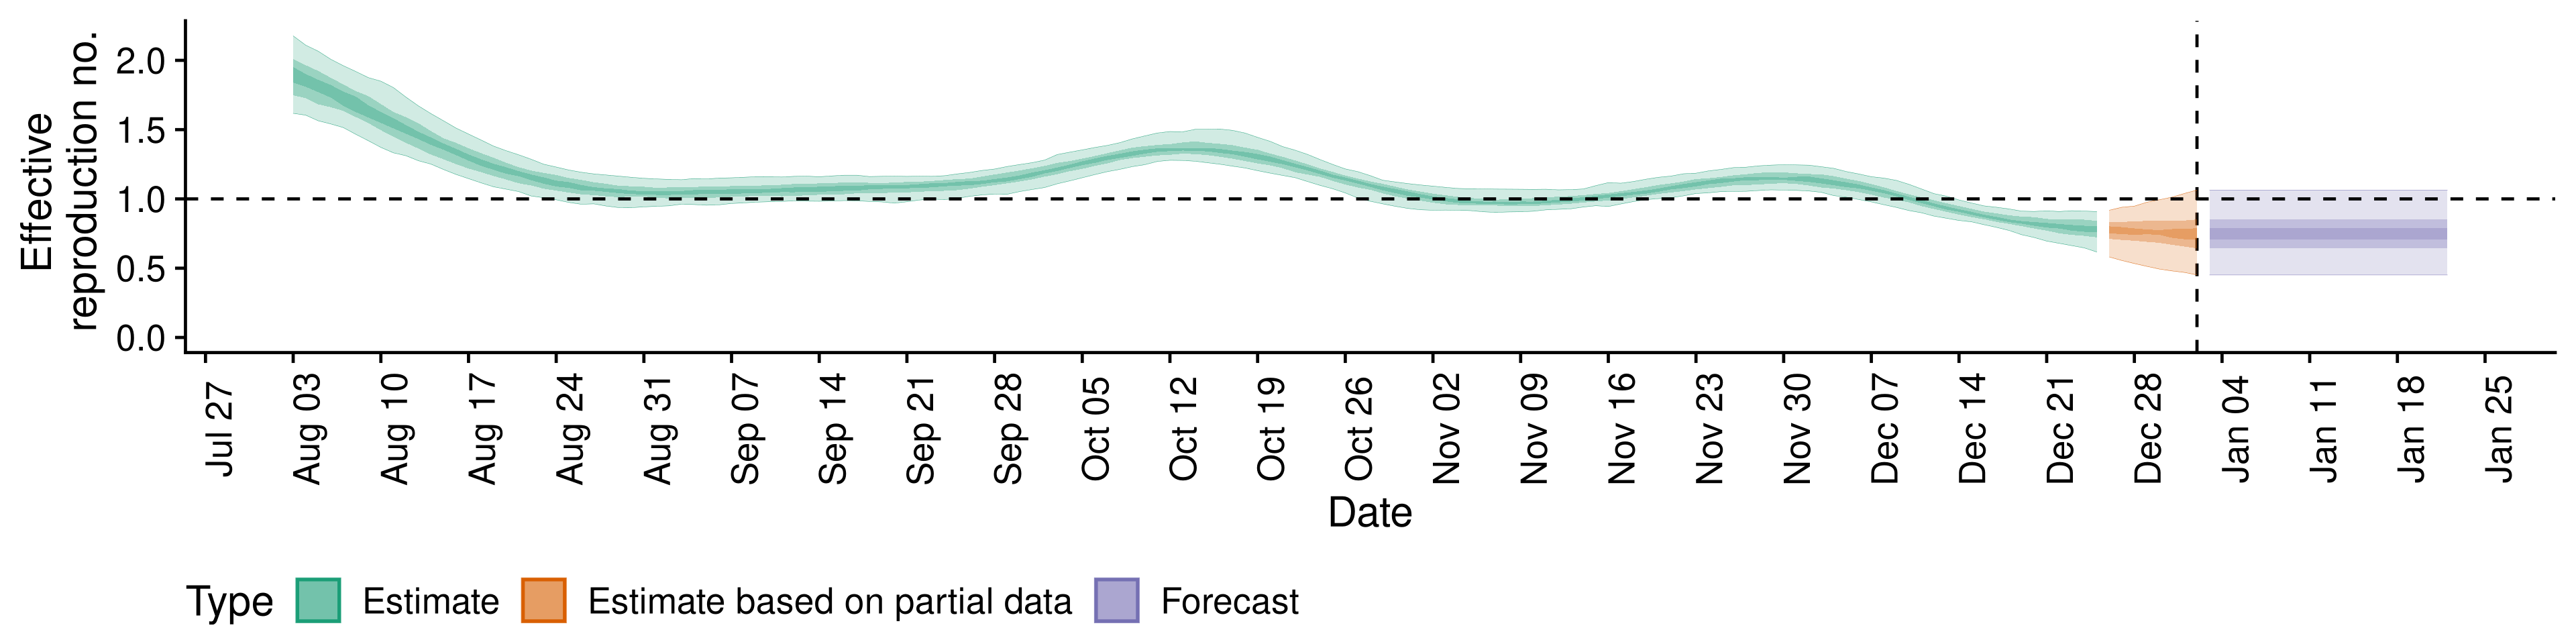 Effective
reproduction no.
2.0
1.5
1.0
0.5
0.0
Jul 27
Aug 03
Aug 10
Aug 17
Aug 24
Aug 31
Sep 07
Sep 14
Sep 21
Sep 28
Oct 05
Oct 12
Oct 19
Oct 26
Nov 02
Nov 09
Nov 16
Nov 23
Nov 30
Dec 07
Dec 14
Dec 21
Dec 28
Jan 04
Jan 11
Jan 18
Jan 25
Date
Type Estimate Estimate based on partial data Forecast